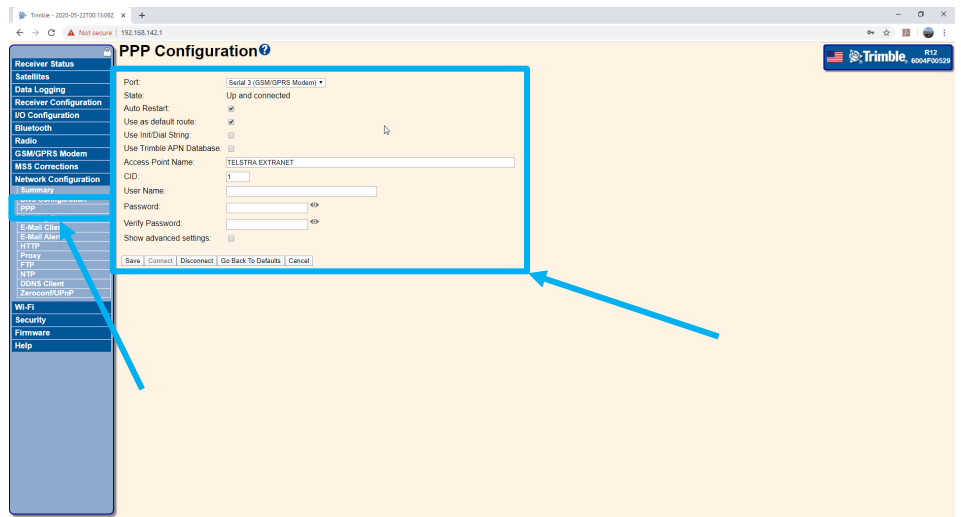 Trimble - 2020-05-22T00:13:06Z
Not secure | 192.168.142.1
PPP Configuration
Trimble
R12
6004F00529
Receiver Status
Satellites
Data Logging
Receiver Configuration
I/O Configuration
Bluetooth
Radio
GSM/GPRS Modem
MSS Corrections
Network Configuration
Summary
DNS Configuration
PPP
E-Mail Client
E-Mail Alerts
HTTP
Proxy
FTP
NTP
DDNS Client
Zeroconf/UPnP
Wi-Fi
Security
Firmware
Help
Port: Serial 3 (GSM/GPRS Modem)
State: Up and connected
Auto Restart:
Use as default route:
Use Init/Dial String:
Use Trimble APN Database:
Access Point Name: TELSTRA.EXTRANET
CID: 1
User Name:
Password:
Verify Password:
Show advanced settings:
Save Connect Disconnect Go Back To Defaults Cancel